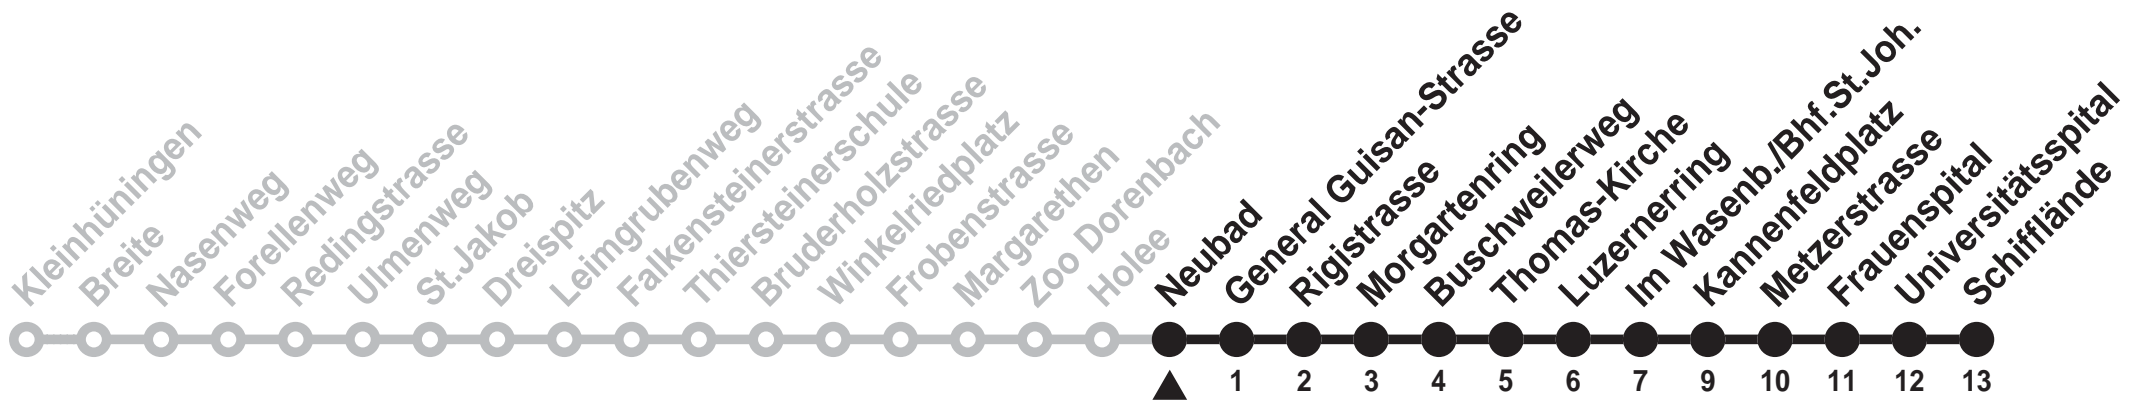 Kleinhüningen
Breite
Nasenweg
Forellenweg
Redingstrasse
Ulmenweg
St.Jakob
Dreispitz
Leimgrubenweg
Falkensteinerstrasse
Thiersteinerschule
Bruderholzstrasse
Winkelriedplatz
Frobenstrasse
Margarethen
Zoo Dorenbach
Holee
Neubad
General Guisan-Strasse
Rigistrasse
Morgartenring
Buschweilerweg
Thomas-Kirche
Luzernerring
Im Wasenb./Bhf.St.Joh.
Kannenfeldplatz
Metzerstrasse
Frauenspital
Universitätsspital
Schifflände
1 2 3 4 5 6 7 9 10 11 12 13